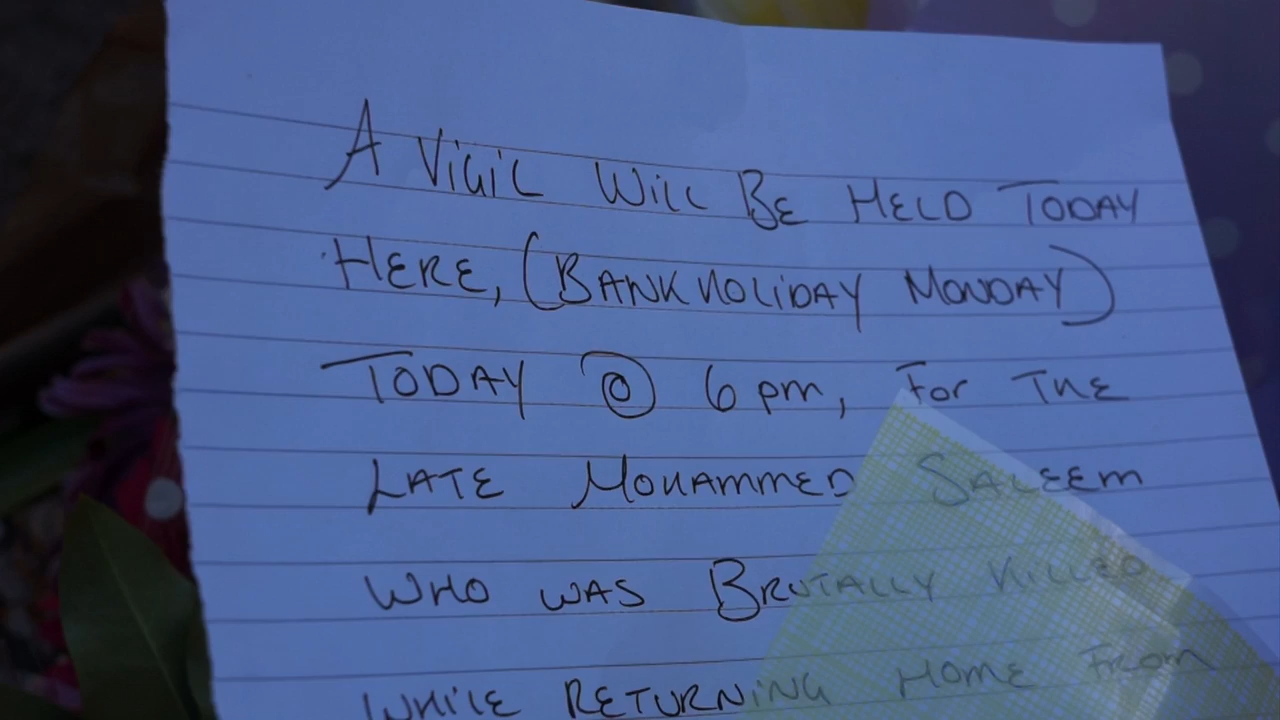 A VIGIL WILL BE HELD TODAY
HERE, (BANK HOLIDAY MONDAY)
TODAY @ 6pm, FOR THE
LATE MOHAMMED SALEEM
WHO WAS BRUTALLY KILLED
WHILE RETURNING HOME FROM